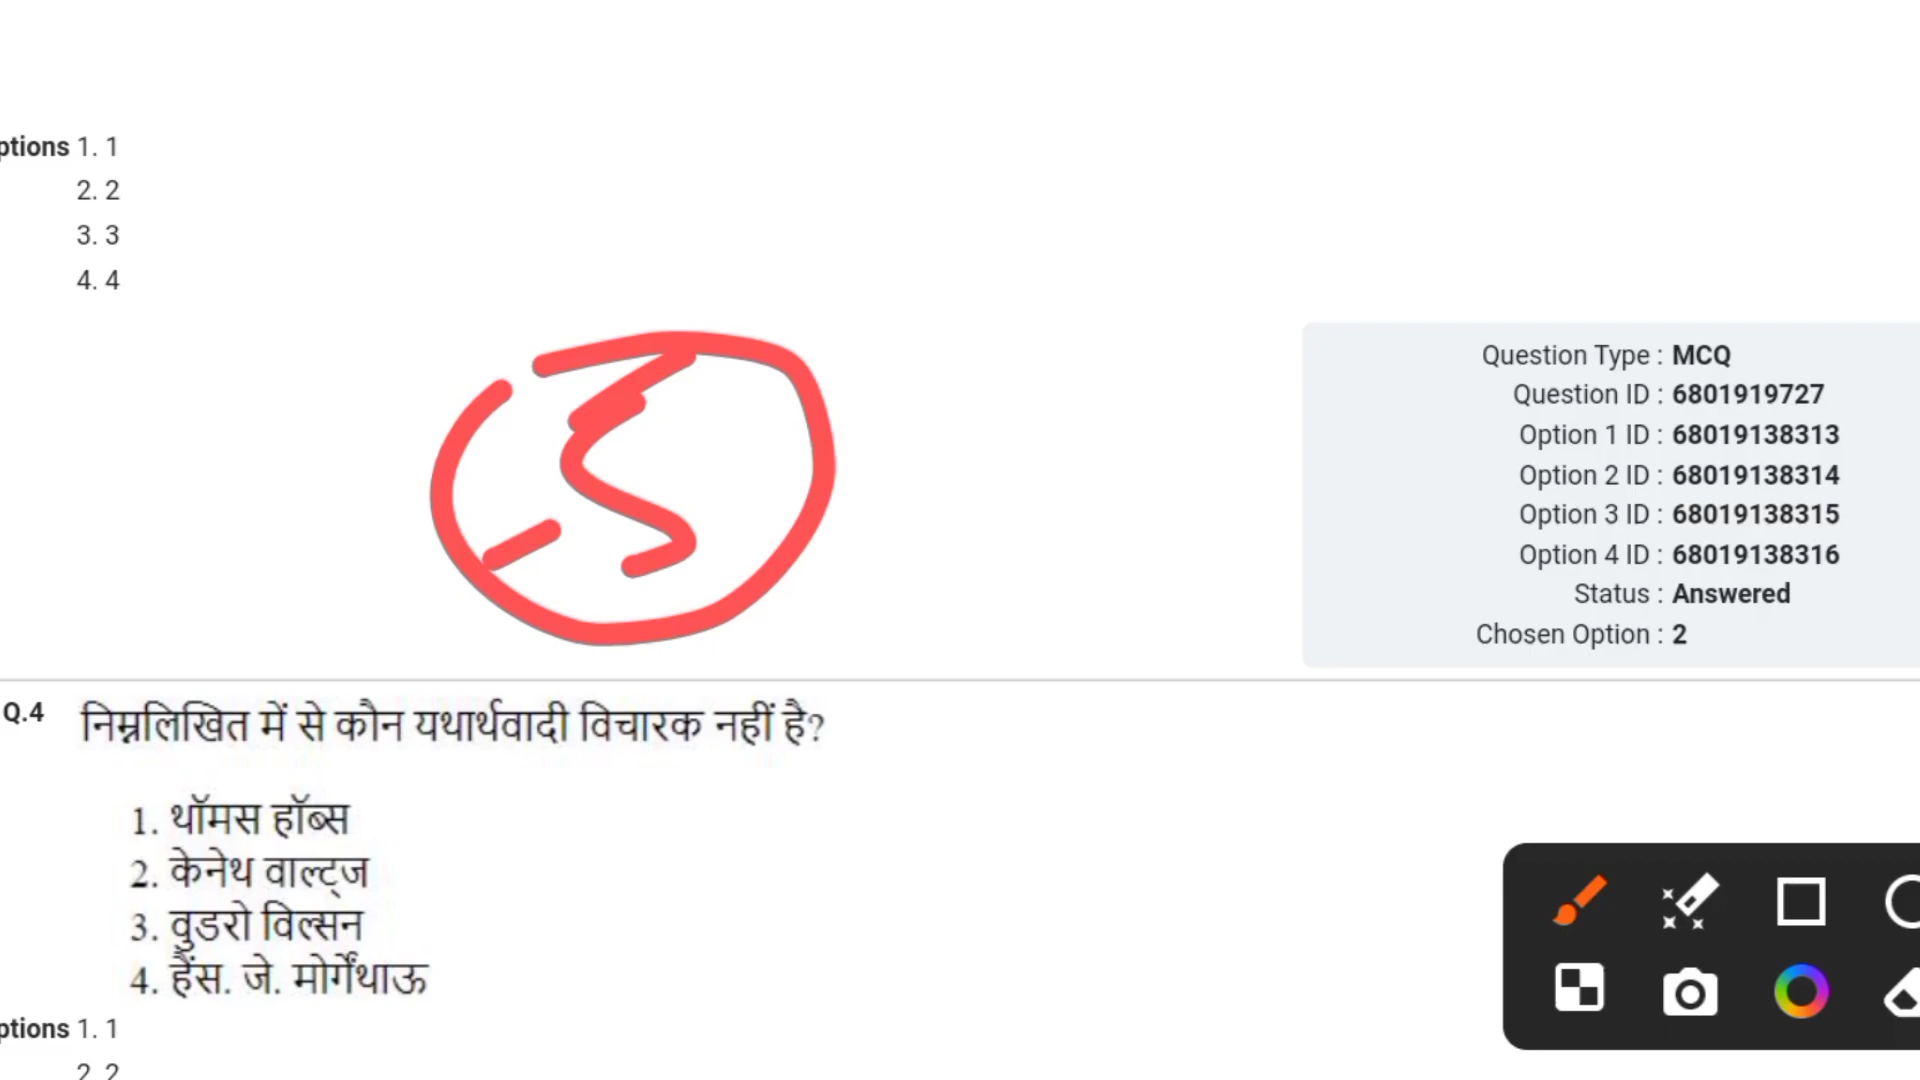 ptions 1. 1
2. 2
3. 3
4. 4
Question Type : MCQ
Question ID : 6801919727
Option 1 ID : 68019138313
Option 2 ID : 68019138314
Option 3 ID : 68019138315
Option 4 ID : 68019138316
Status : Answered
Chosen Option : 2
Q.4 निम्नलिखित में से कौन यथार्थवादी विचारक नहीं है?
1. थॉमस हॉब्स
2. केनेथ वाल्ट्ज
3. वुडरो विल्सन
4. हैंस. जे. मोर्गेंथाऊ
ptions 1. 1
2. 2